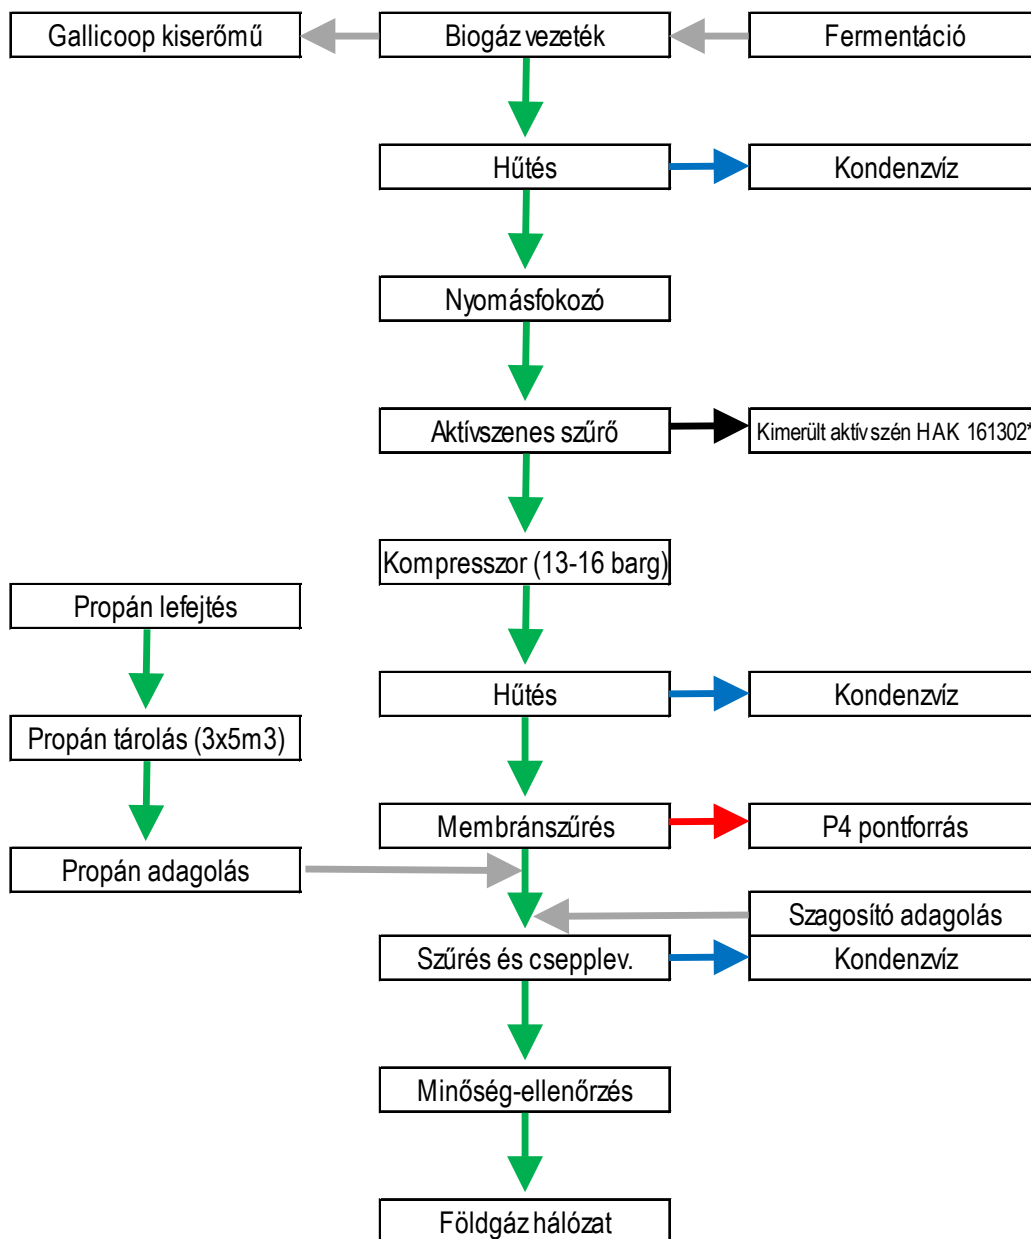 Gallicoop kiserőmű
Biogáz vezeték
Fermentáció
Hűtés
Kondenzvíz
Nyomásfokozó
Aktívszenes szűrő
Kimerült aktív szén HAK 161302*
Kompresszor (13-16 barg)
Propán lefejtés
Hűtés
Kondenzvíz
Propán tárolás (3x5m3)
Membránszűrés
P4 pontforrás
Propán adagolás
Szagosító adagolás
Szűrés és csepplev.
Kondenzvíz
Minőség-ellenőrzés
Földgáz hálózat